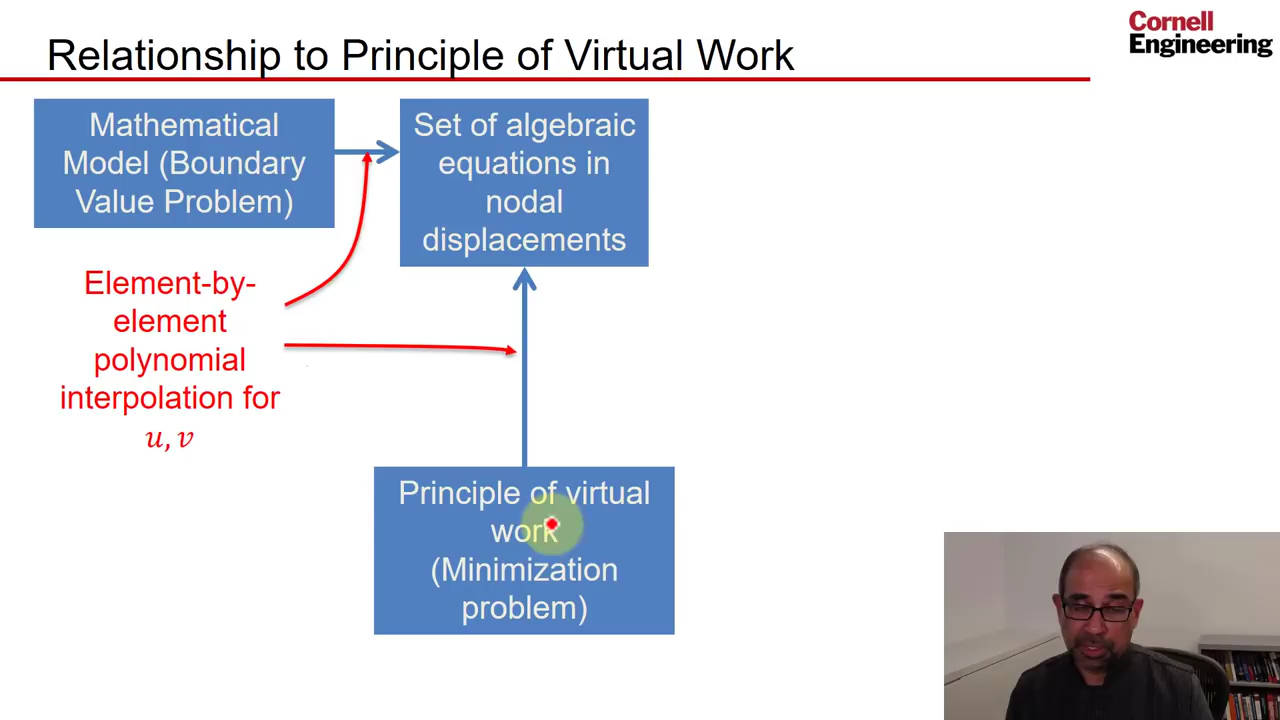 Relationship to Principle of Virtual Work
Cornell
Engineering
Mathematical
Model (Boundary
Value Problem)
Set of algebraic
equations in
nodal
displacements
Element-by-
element
polynomial
interpolation for
u, v
Principle of virtual
work
(Minimization
problem)